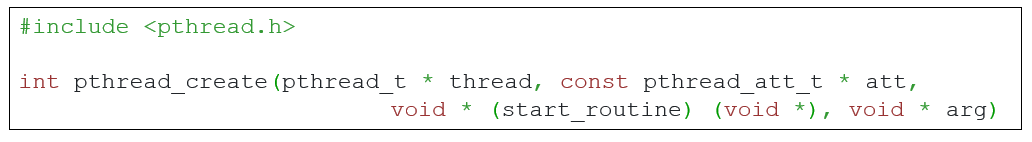 #include <pthread.h>
int pthread_create(pthread_t * thread, const pthread_att_t * att,
void * (start_routine) (void *), void * arg)